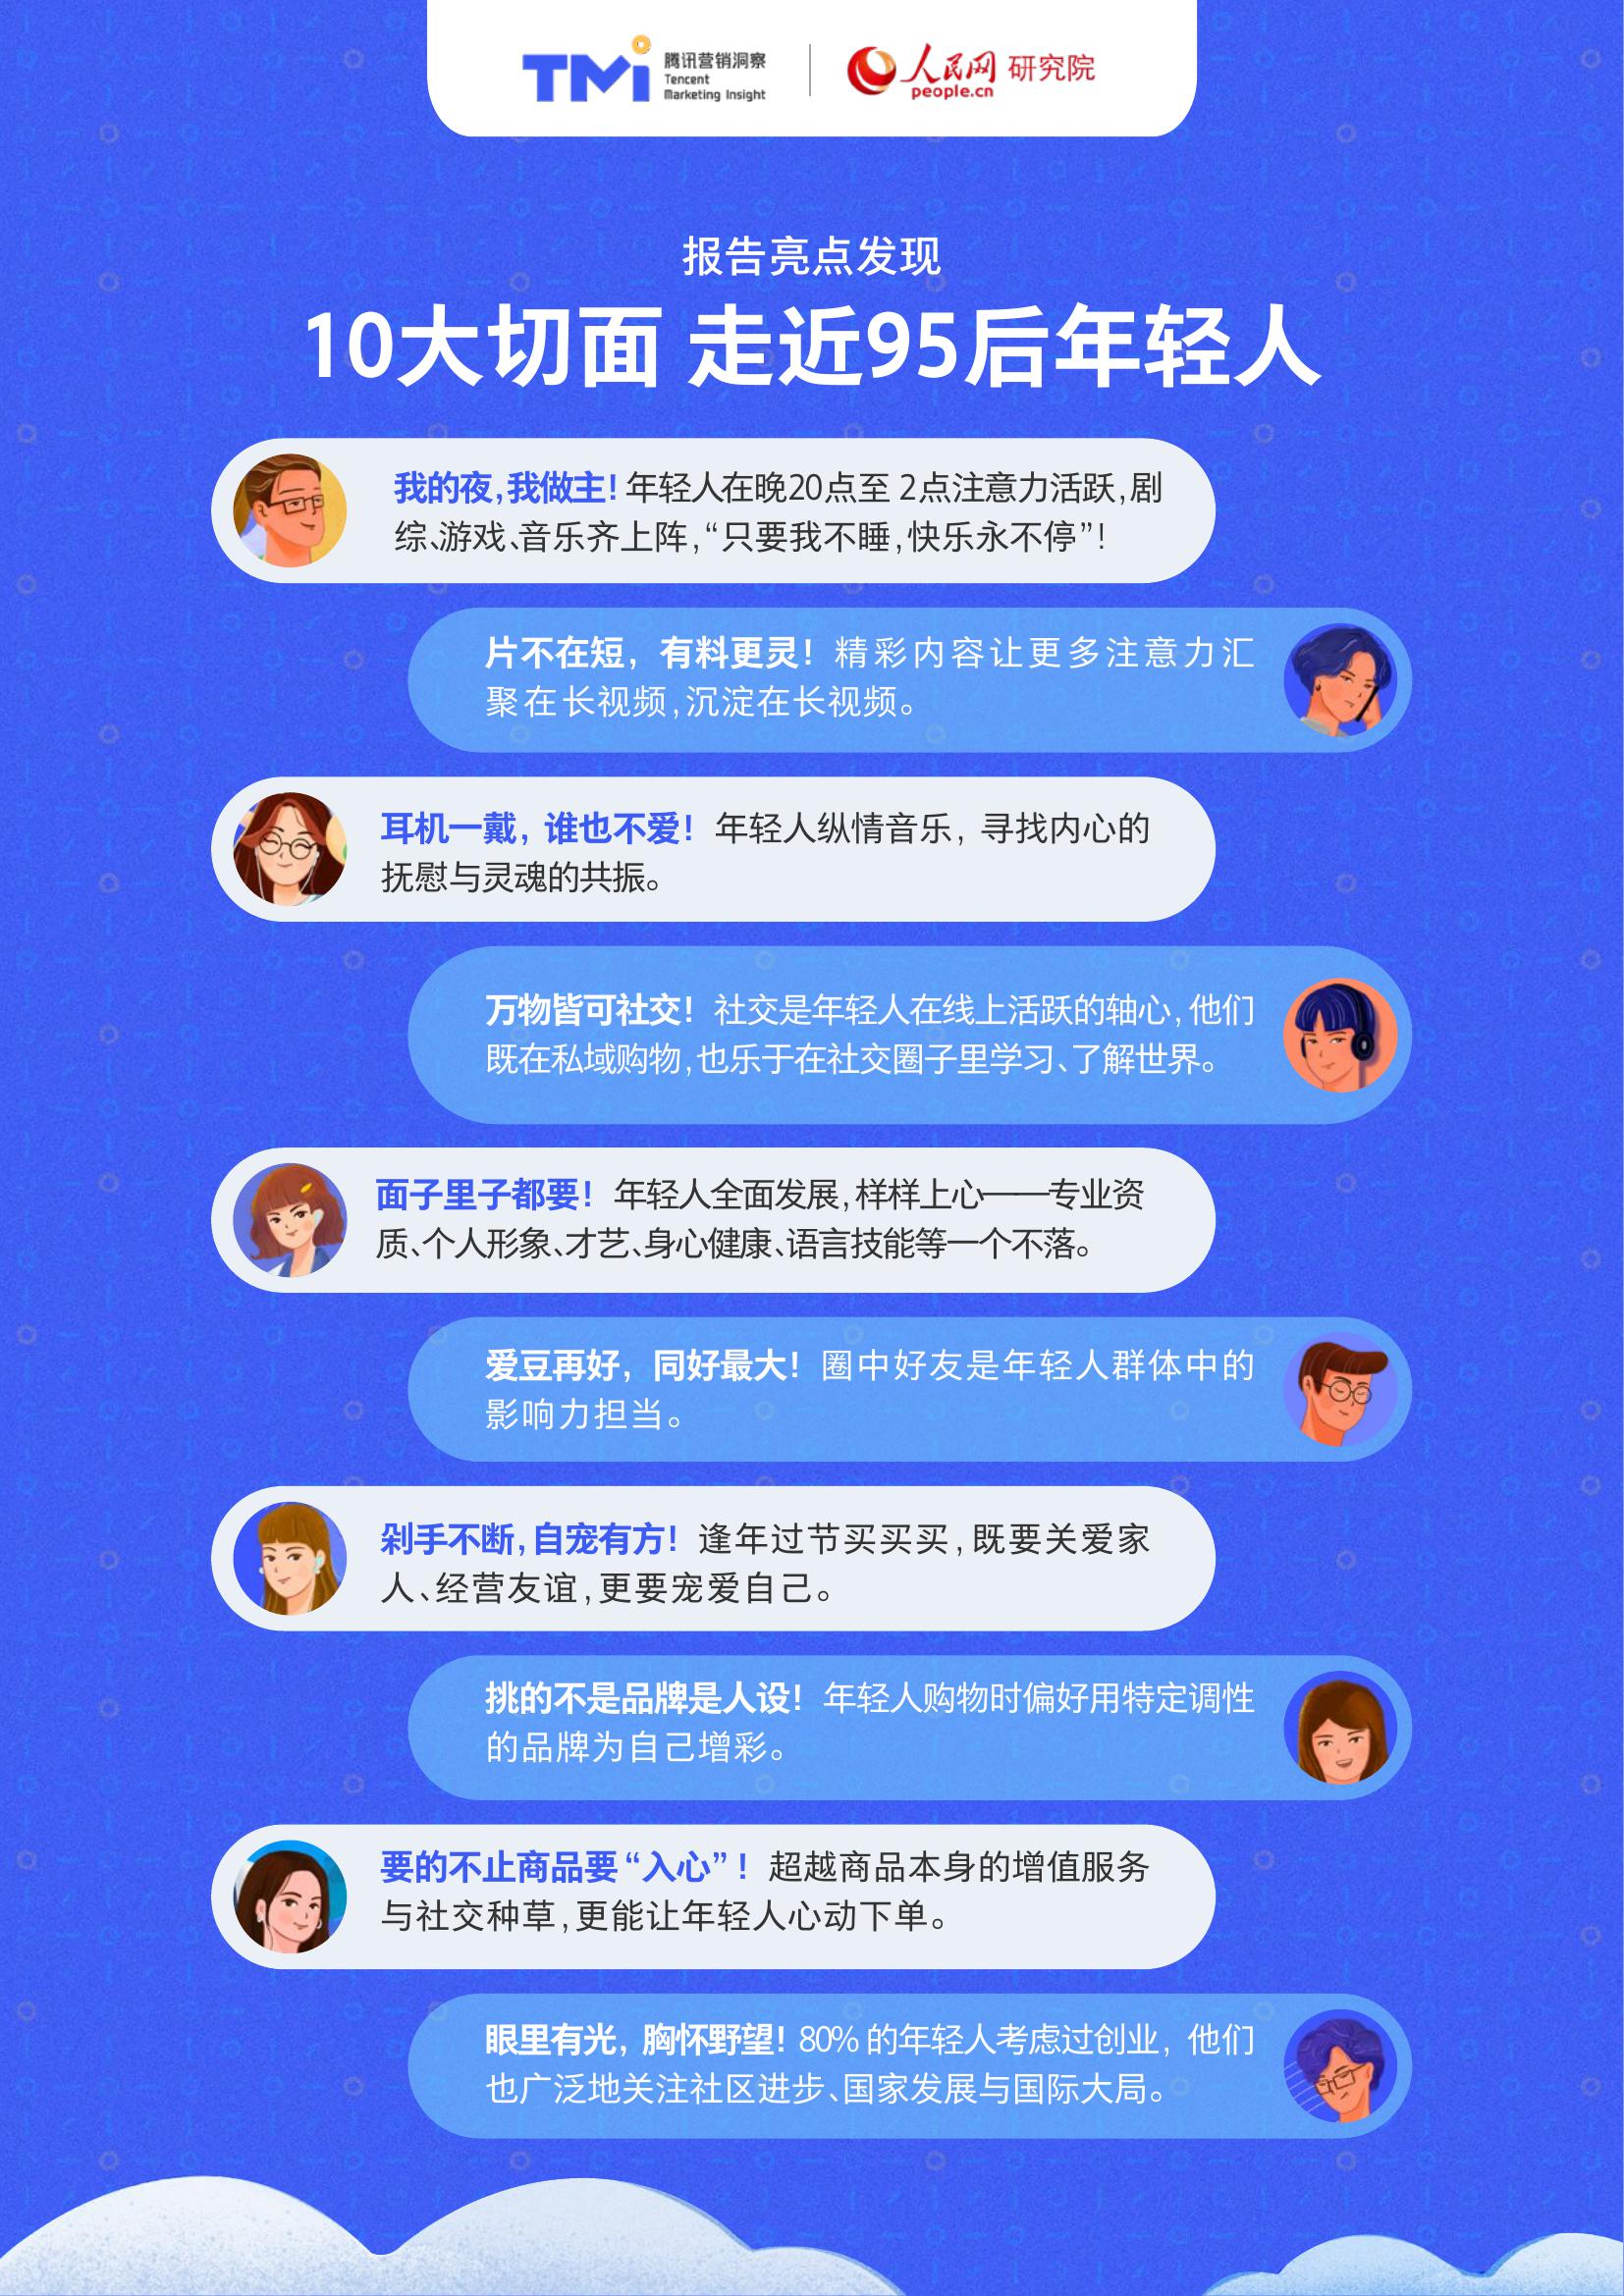 TMi 腾讯营销洞察
Tencent
Marketing Insight
人民网 研究院
people.cn
报告亮点发现
10大切面 走近95后年轻人
我的夜,我做主! 年轻人在晚20点至 2点注意力活跃,剧
综、游戏、音乐齐上阵,“只要我不睡,快乐永不停”!
片不在短，有料更灵！精彩内容让更多注意力汇
聚在长视频,沉淀在长视频。
耳机一戴，谁也不爱！年轻人纵情音乐，寻找内心的
抚慰与灵魂的共振。
万物皆可社交！社交是年轻人在线上活跃的轴心,他们
既在私域购物,也乐于在社交圈子里学习、了解世界。
面子里子都要！年轻人全面发展,样样上心——专业资
质、个人形象、才艺、身心健康、语言技能等一个不落。
爱豆再好，同好最大！圈中好友是年轻人群体中的
影响力担当。
剁手不断,自宠有方！逢年过节买买买,既要关爱家
人、经营友谊,更要宠爱自己。
挑的不是品牌是人设！年轻人购物时偏好用特定调性
的品牌为自己增彩。
要的不止商品要“入心”！超越商品本身的增值服务
与社交种草,更能让年轻人心动下单。
眼里有光，胸怀野望! 80% 的年轻人考虑过创业，他们
也广泛地关注社区进步、国家发展与国际大局。